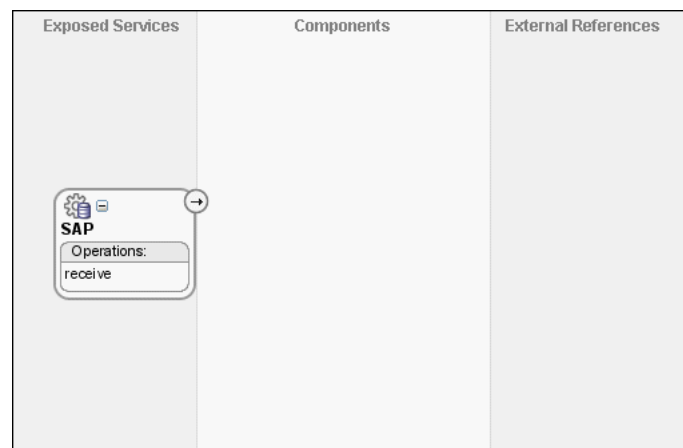 Exposed Services
Components
External References
SAP
Operations:
receive